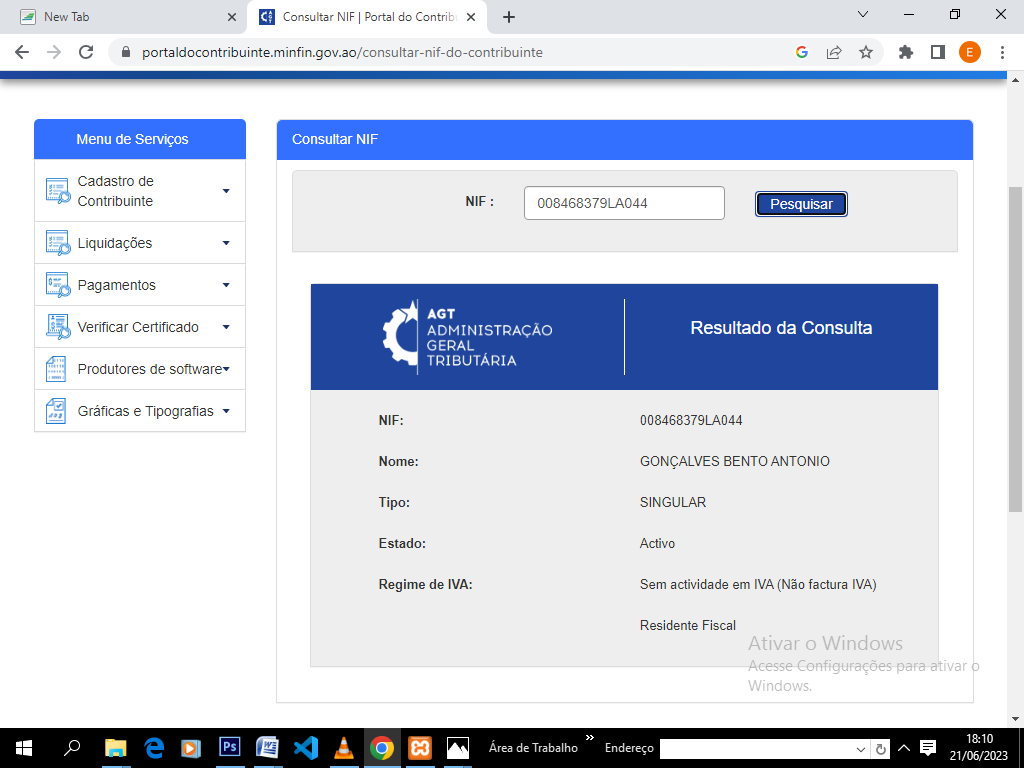 New Tab
Consultar NIF | Portal do Contrib
portaldocontribuinte.minfin.gov.ao/consultar-nif-do-contribuinte
E
Menu de Serviços
Cadastro de
Contribuinte
Liquidações
Pagamentos
Verificar Certificado
Produtores de software
Gráficas e Tipografias
Consultar NIF
NIF :
008468379LA044
Pesquisar
AGT
ADMINISTRAÇÃO
GERAL
TRIBUTÁRIA
Resultado da Consulta
NIF:
008468379LA044
Nome:
GONÇALVES BENTO ANTONIO
Tipo:
SINGULAR
Estado:
Activo
Regime de IVA:
Sem actividade em IVA (Não factura IVA)
Residente Fiscal
Ativar o Windows
Acesse Configurações para ativar o
Windows.
Ps
Área de Trabalho
Endereço
18:10
21/06/2023